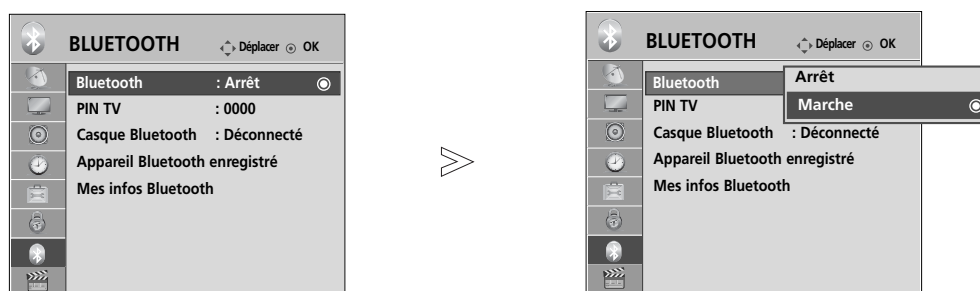 BLUETOOTH Déplacer OK
Bluetooth : Arrêt
PIN TV : 0000
Casque Bluetooth : Déconnecté
Appareil Bluetooth enregistré
Mes infos Bluetooth
BLUETOOTH Déplacer OK
Bluetooth
Arrêt
Marche
PIN TV
Casque Bluetooth : Déconnecté
Appareil Bluetooth enregistré
Mes infos Bluetooth